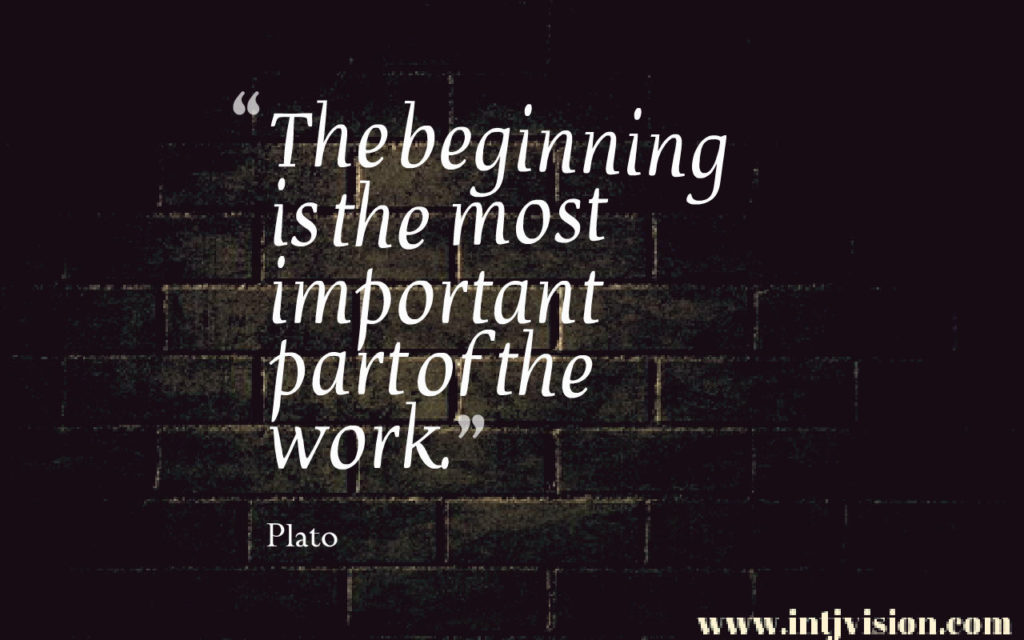 “The beginning
is the most
important
part of the
work.”
Plato
www.intjvision.com